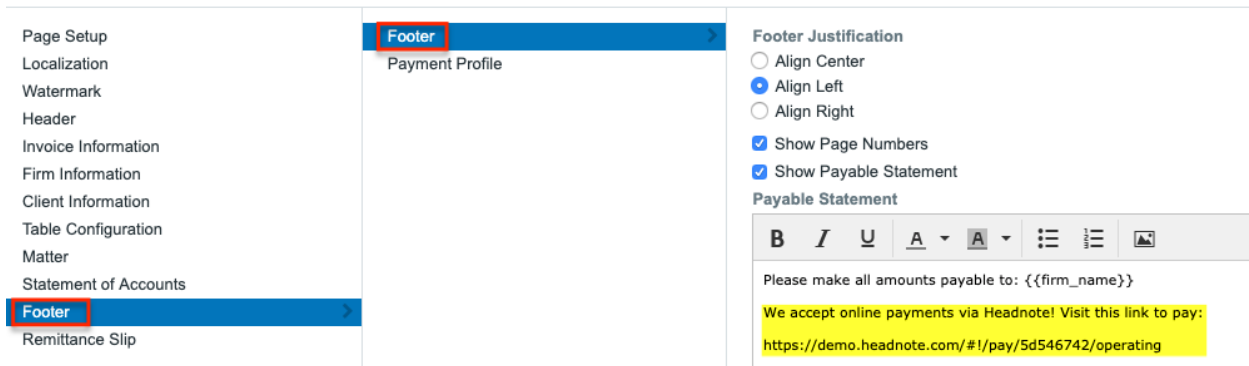 Page Setup
Localization
Watermark
Header
Invoice Information
Firm Information
Client Information
Table Configuration
Matter
Statement of Accounts
Footer
Remittance Slip
Footer
Payment Profile
Footer Justification
Align Center
Align Left
Align Right
Show Page Numbers
Show Payable Statement
Payable Statement
B I U A A
Please make all amounts payable to: {{firm_name}}
We accept online payments via Headnote! Visit this link to pay:
https://demo.headnote.com/#!/pay/5d546742/operating